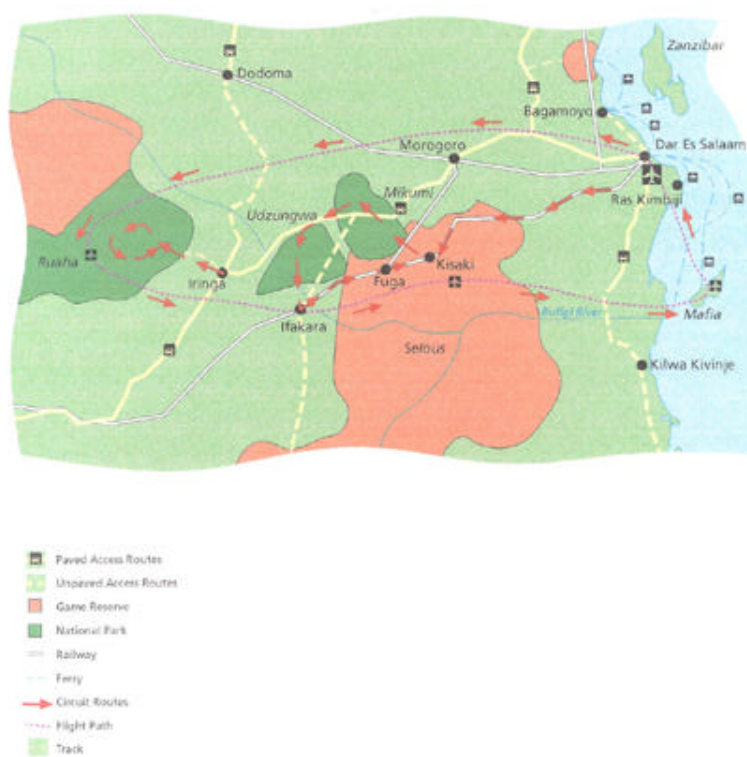 Zanzibar
Dodoma
Bagamoyo
Dar Es Salaam
Morogoro
Mikumi
Ras Kimbiji
Udzungwa
Ruaha
Iringa
Kisaki
Fuga
Ifakara
Rufigi River
Mafia
Selous
Kilwa Kivinje
Paved Access Routes
Unpaved Access Routes
Game Reserve
National Park
Railway
Ferry
Circuit Routes
Flight Path
Track